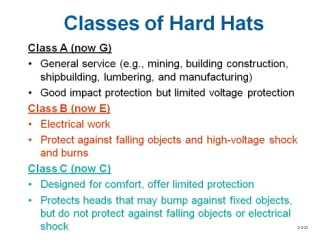 Classes of Hard Hats
Class A (now G)
• General service (e.g., mining, building construction,
shipbuilding, lumbering, and manufacturing)
• Good impact protection but limited voltage protection
Class B (now E)
• Electrical work
• Protect against falling objects and high-voltage shock
and burns
Class C (now C)
• Designed for comfort, offer limited protection
• Protects heads that may bump against fixed objects,
but do not protect against falling objects or electrical
shock